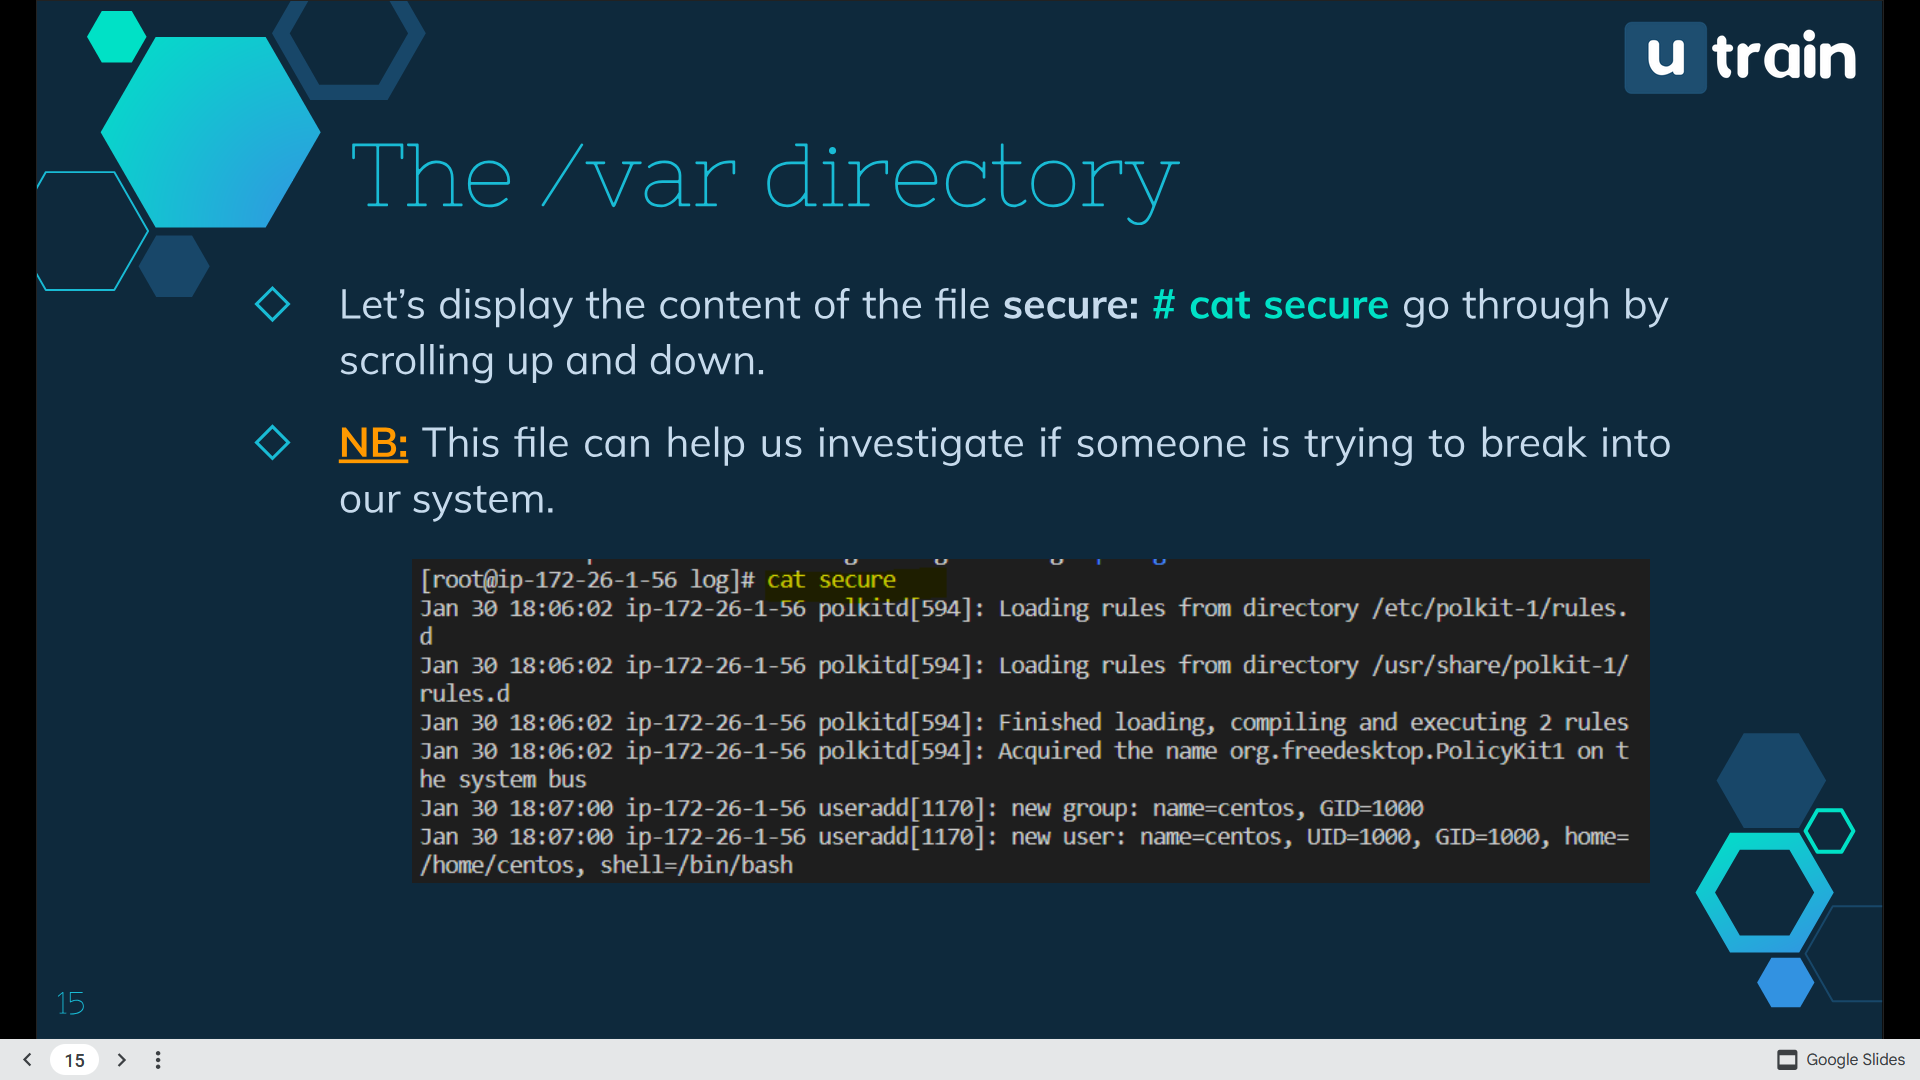 u train
The /var directory
Let’s display the content of the file secure: # cat secure go through by
scrolling up and down.
NB: This file can help us investigate if someone is trying to break into
our system.
[root@ip-172-26-1-56 log]# cat secure
Jan 30 18:06:02 ip-172-26-1-56 polkitd[594]: Loading rules from directory /etc/polkit-1/rules.
d
Jan 30 18:06:02 ip-172-26-1-56 polkitd[594]: Loading rules from directory /usr/share/polkit-1/
rules.d
Jan 30 18:06:02 ip-172-26-1-56 polkitd[594]: Finished loading, compiling and executing 2 rules
Jan 30 18:06:02 ip-172-26-1-56 polkitd[594]: Acquired the name org.freedesktop.PolicyKit1 on t
he system bus
Jan 30 18:07:00 ip-172-26-1-56 useradd[1170]: new group: name=centos, GID=1000
Jan 30 18:07:00 ip-172-26-1-56 useradd[1170]: new user: name=centos, UID=1000, GID=1000, home=
/home/centos, shell=/bin/bash
15
15
Google Slides